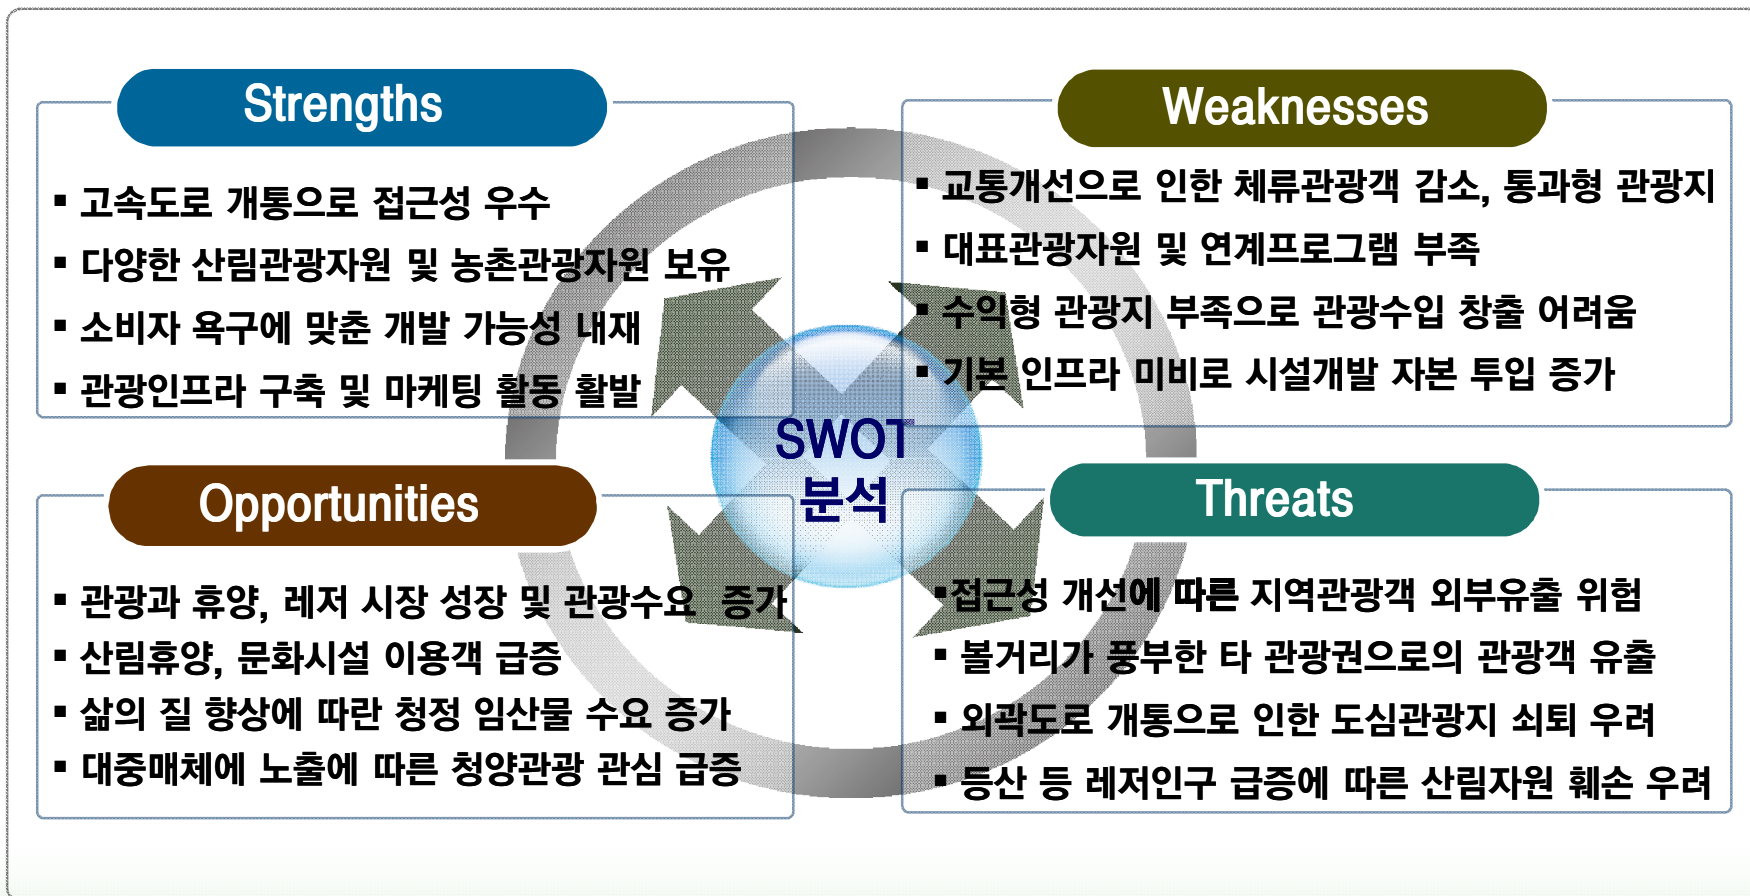 Strengths
▪ 고속도로 개통으로 접근성 우수
▪ 다양한 산림관광자원 및 농촌관광자원 보유
▪ 소비자 욕구에 맞춘 개발 가능성 내재
▪ 관광인프라 구축 및 마케팅 활동 활발
Weaknesses
▪ 교통개선으로 인한 체류관광객 감소, 통과형 관광지
▪ 대표관광자원 및 연계프로그램 부족
▪ 수익형 관광지 부족으로 관광수입 창출 어려움
▪ 기본 인프라 미비로 시설개발 자본 투입 증가
SWOT
분석
Opportunities
▪ 관광과 휴양, 레저 시장 성장 및 관광수요 증가
▪ 산림휴양, 문화시설 이용객 급증
▪ 삶의 질 향상에 따란 청정 임산물 수요 증가
▪ 대중매체에 노출에 따른 청양관광 관심 급증
Threats
▪접근성 개선에 따른 지역관광객 외부유출 위험
▪ 볼거리가 풍부한 타 관광권으로의 관광객 유출
▪ 외곽도로 개통으로 인한 도심관광지 쇠퇴 우려
▪ 등산 등 레저인구 급증에 따른 산림자원 훼손 우려